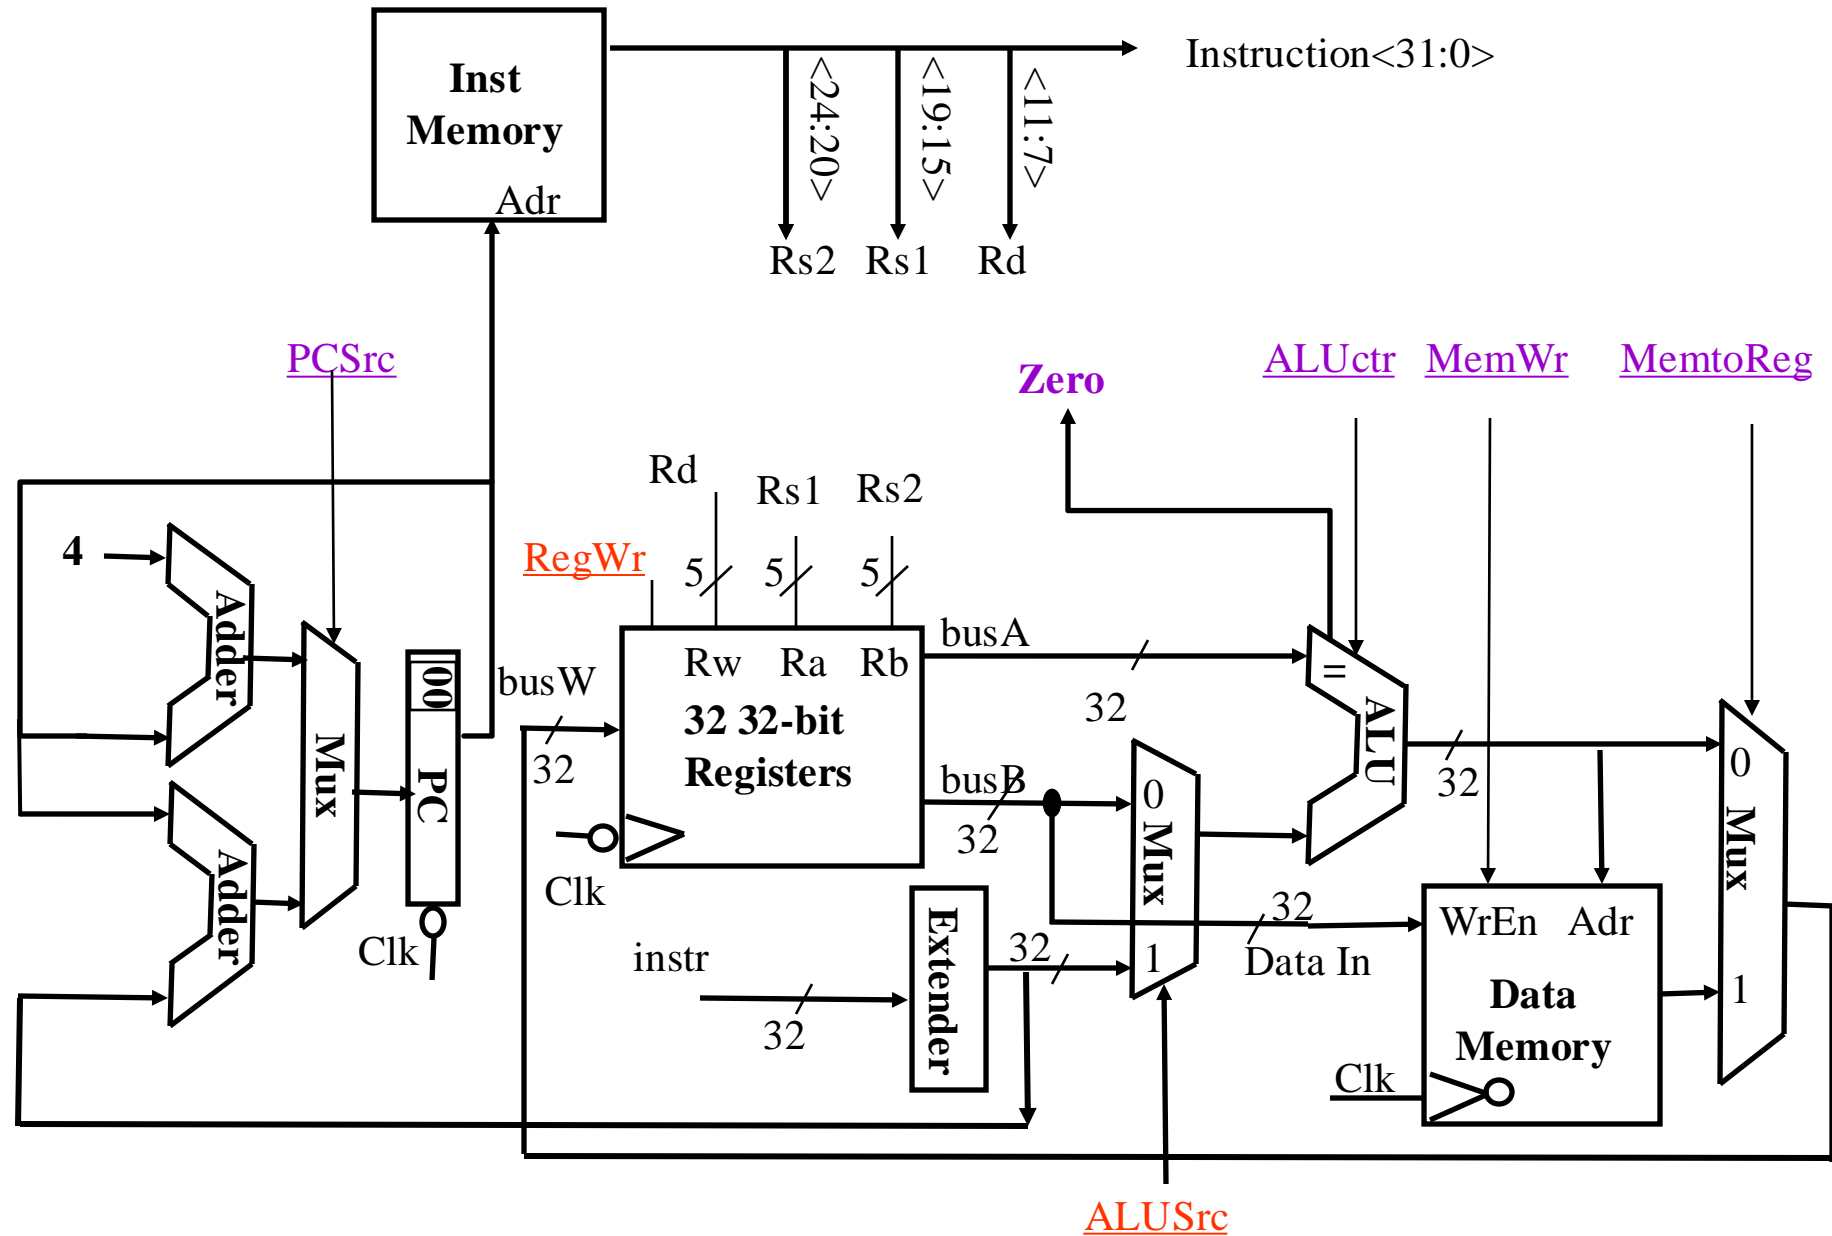 Inst
Memory
Adr
Instruction<31:0>
<24:20>
<19:15>
<11:7>
Rs2
Rs1
Rd
PCSrc
Zero
ALUctr
MemWr
MemtoReg
Rd
Rs1
Rs2
RegWr
5
5
5
4
Adder
Adder
Mux
00
PC
Clk
busW
32
Rw
Ra
Rb
32 32-bit
Registers
Clk
busA
32
busB
32
instr
32
Extender
32
0
Mux
1
=
ALU
32
32
Data In
WrEn
Adr
Data
Memory
Clk
0
Mux
1
ALUSrc